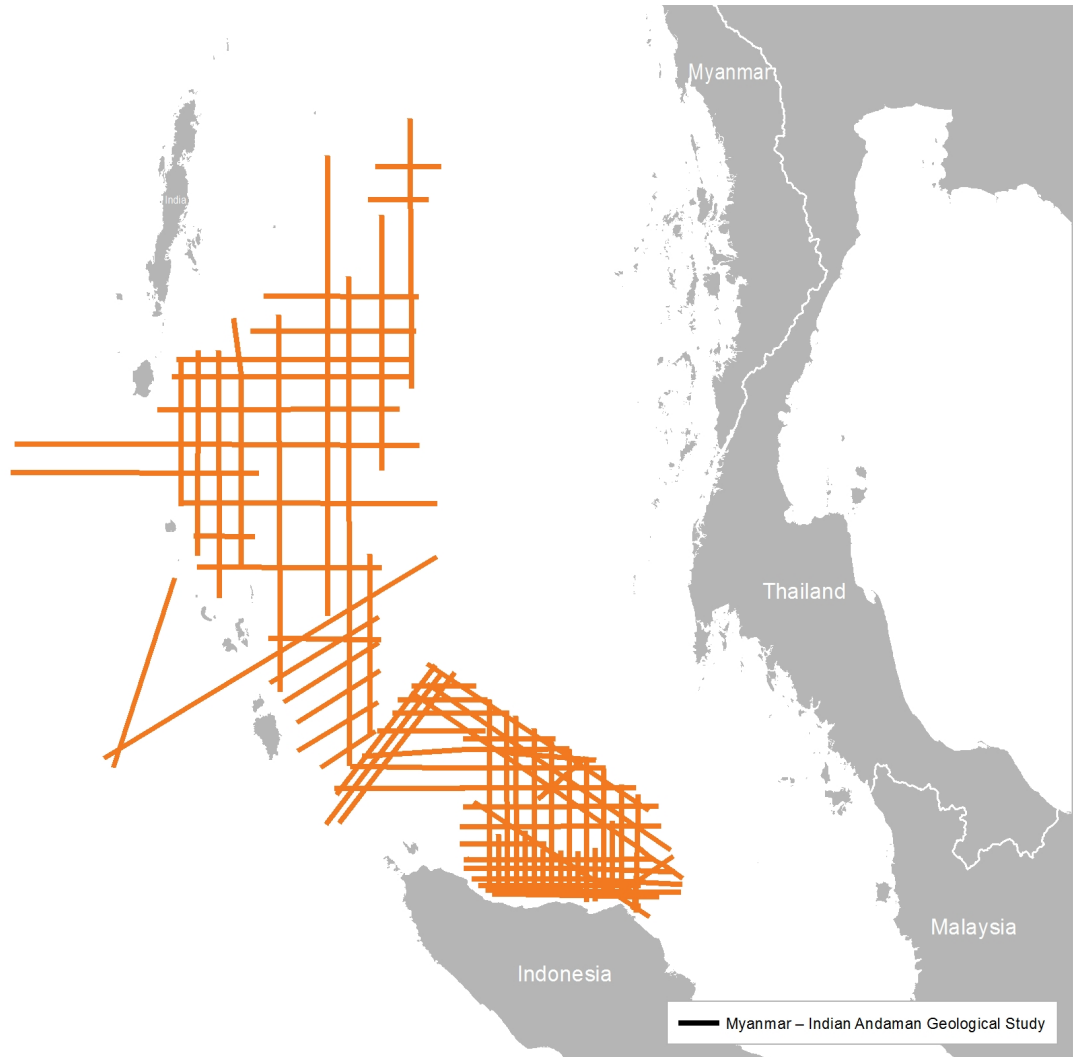 Myanmar
India
Thailand
Malaysia
Indonesia
Myanmar – Indian Andaman Geological Study